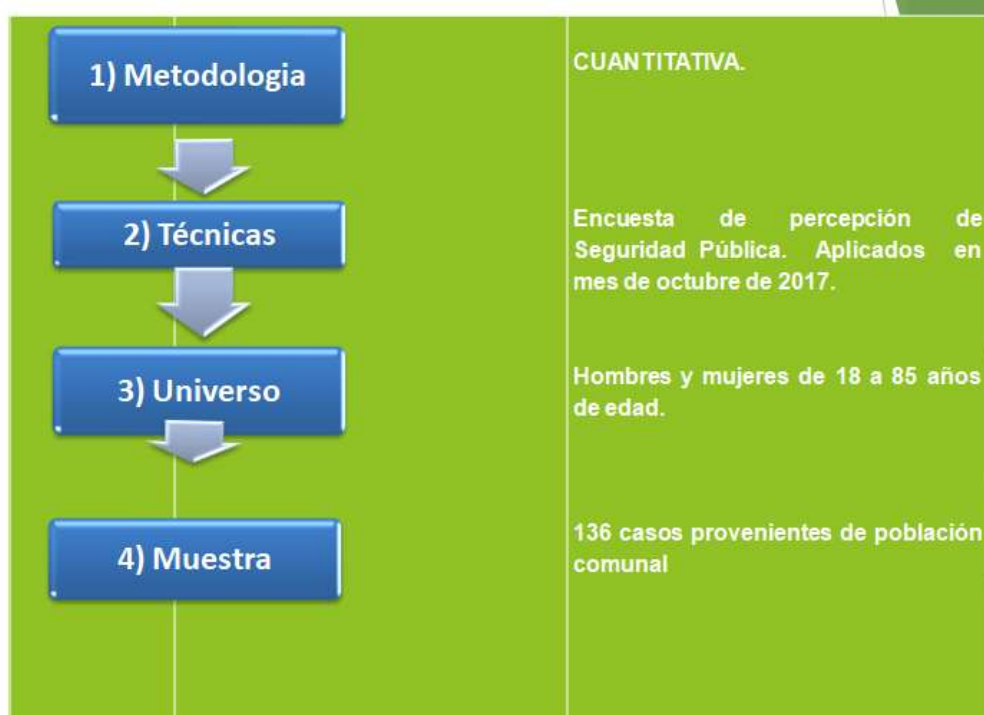 1) Metodologia
CUANTITATIVA.
2) Técnicas
Encuesta de percepción de
Seguridad Pública. Aplicados en
mes de octubre de 2017.
3) Universo
Hombres y mujeres de 18 a 85 años
de edad.
4) Muestra
136 casos provenientes de población
comunal